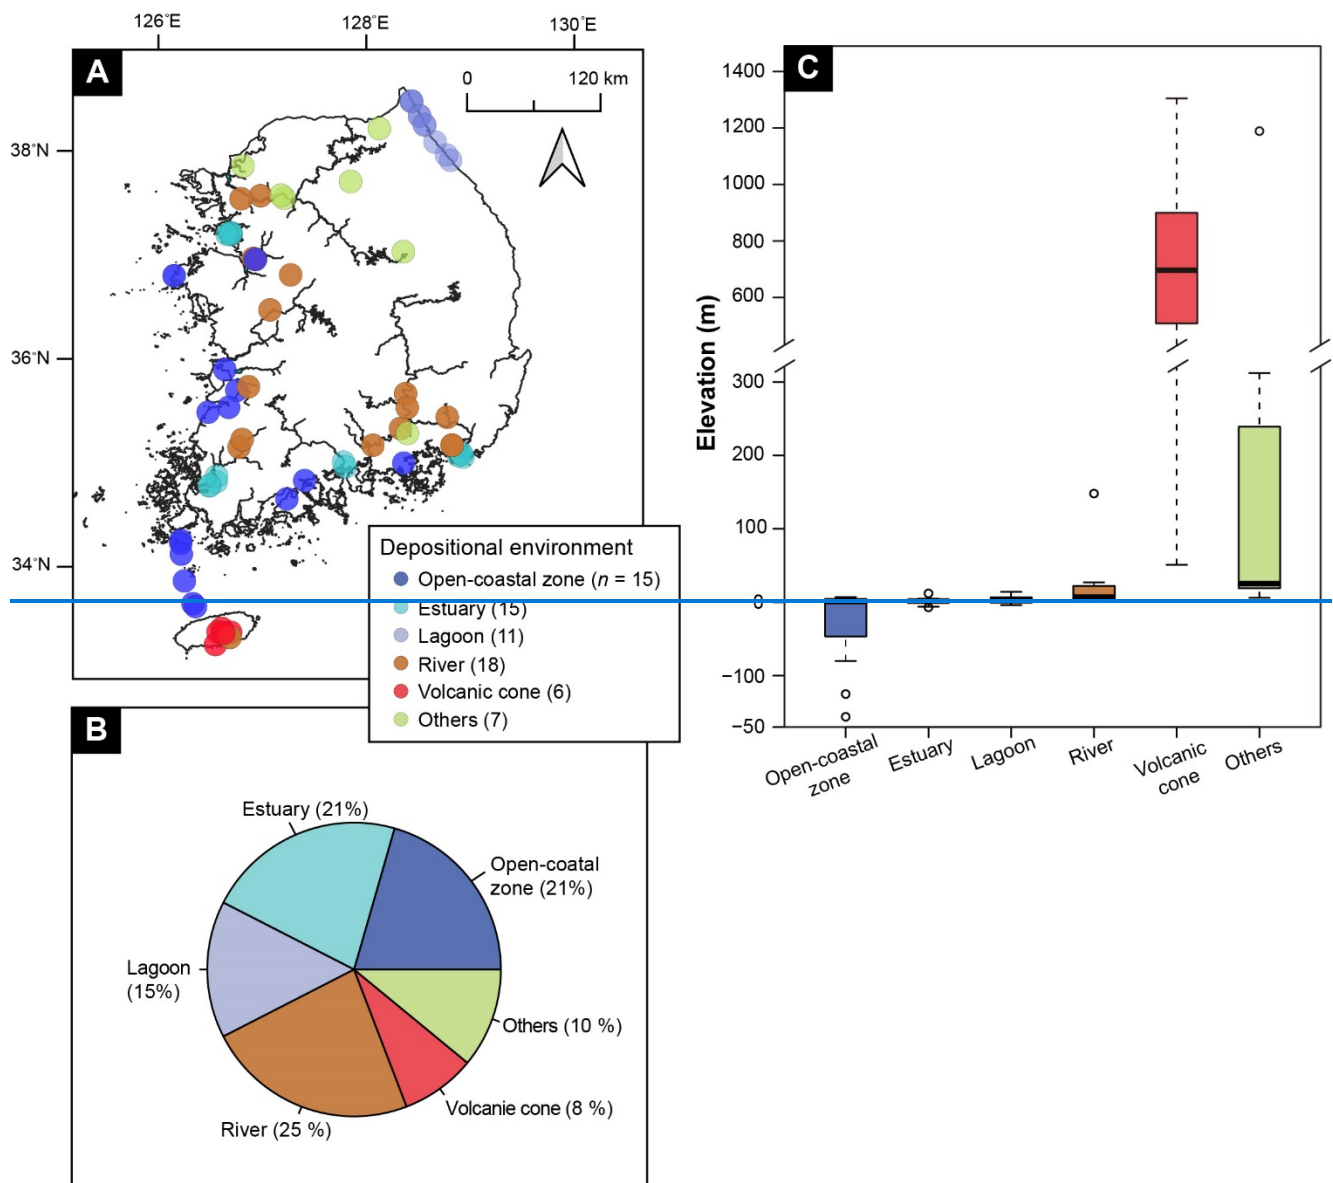 126°E 128°E 130°E
A
0 120 km
38°N
36°N
34°N
Depositional environment
Open-coastal zone (n = 15)
Estuary (15)
Lagoon (11)
River (18)
Volcanic cone (6)
Others (7)
B
Estuary (21%)
Open-coatal
zone (21%)
Lagoon
(15%)
Others (10 %)
Volcanie cone (8 %)
River (25 %)
C
Elevation (m)
1400
1200
1000
800
600
300
200
100
0
−100
−50
Open-coastal
zone
Estuary
Lagoon
River
Volcanic
cone
Others